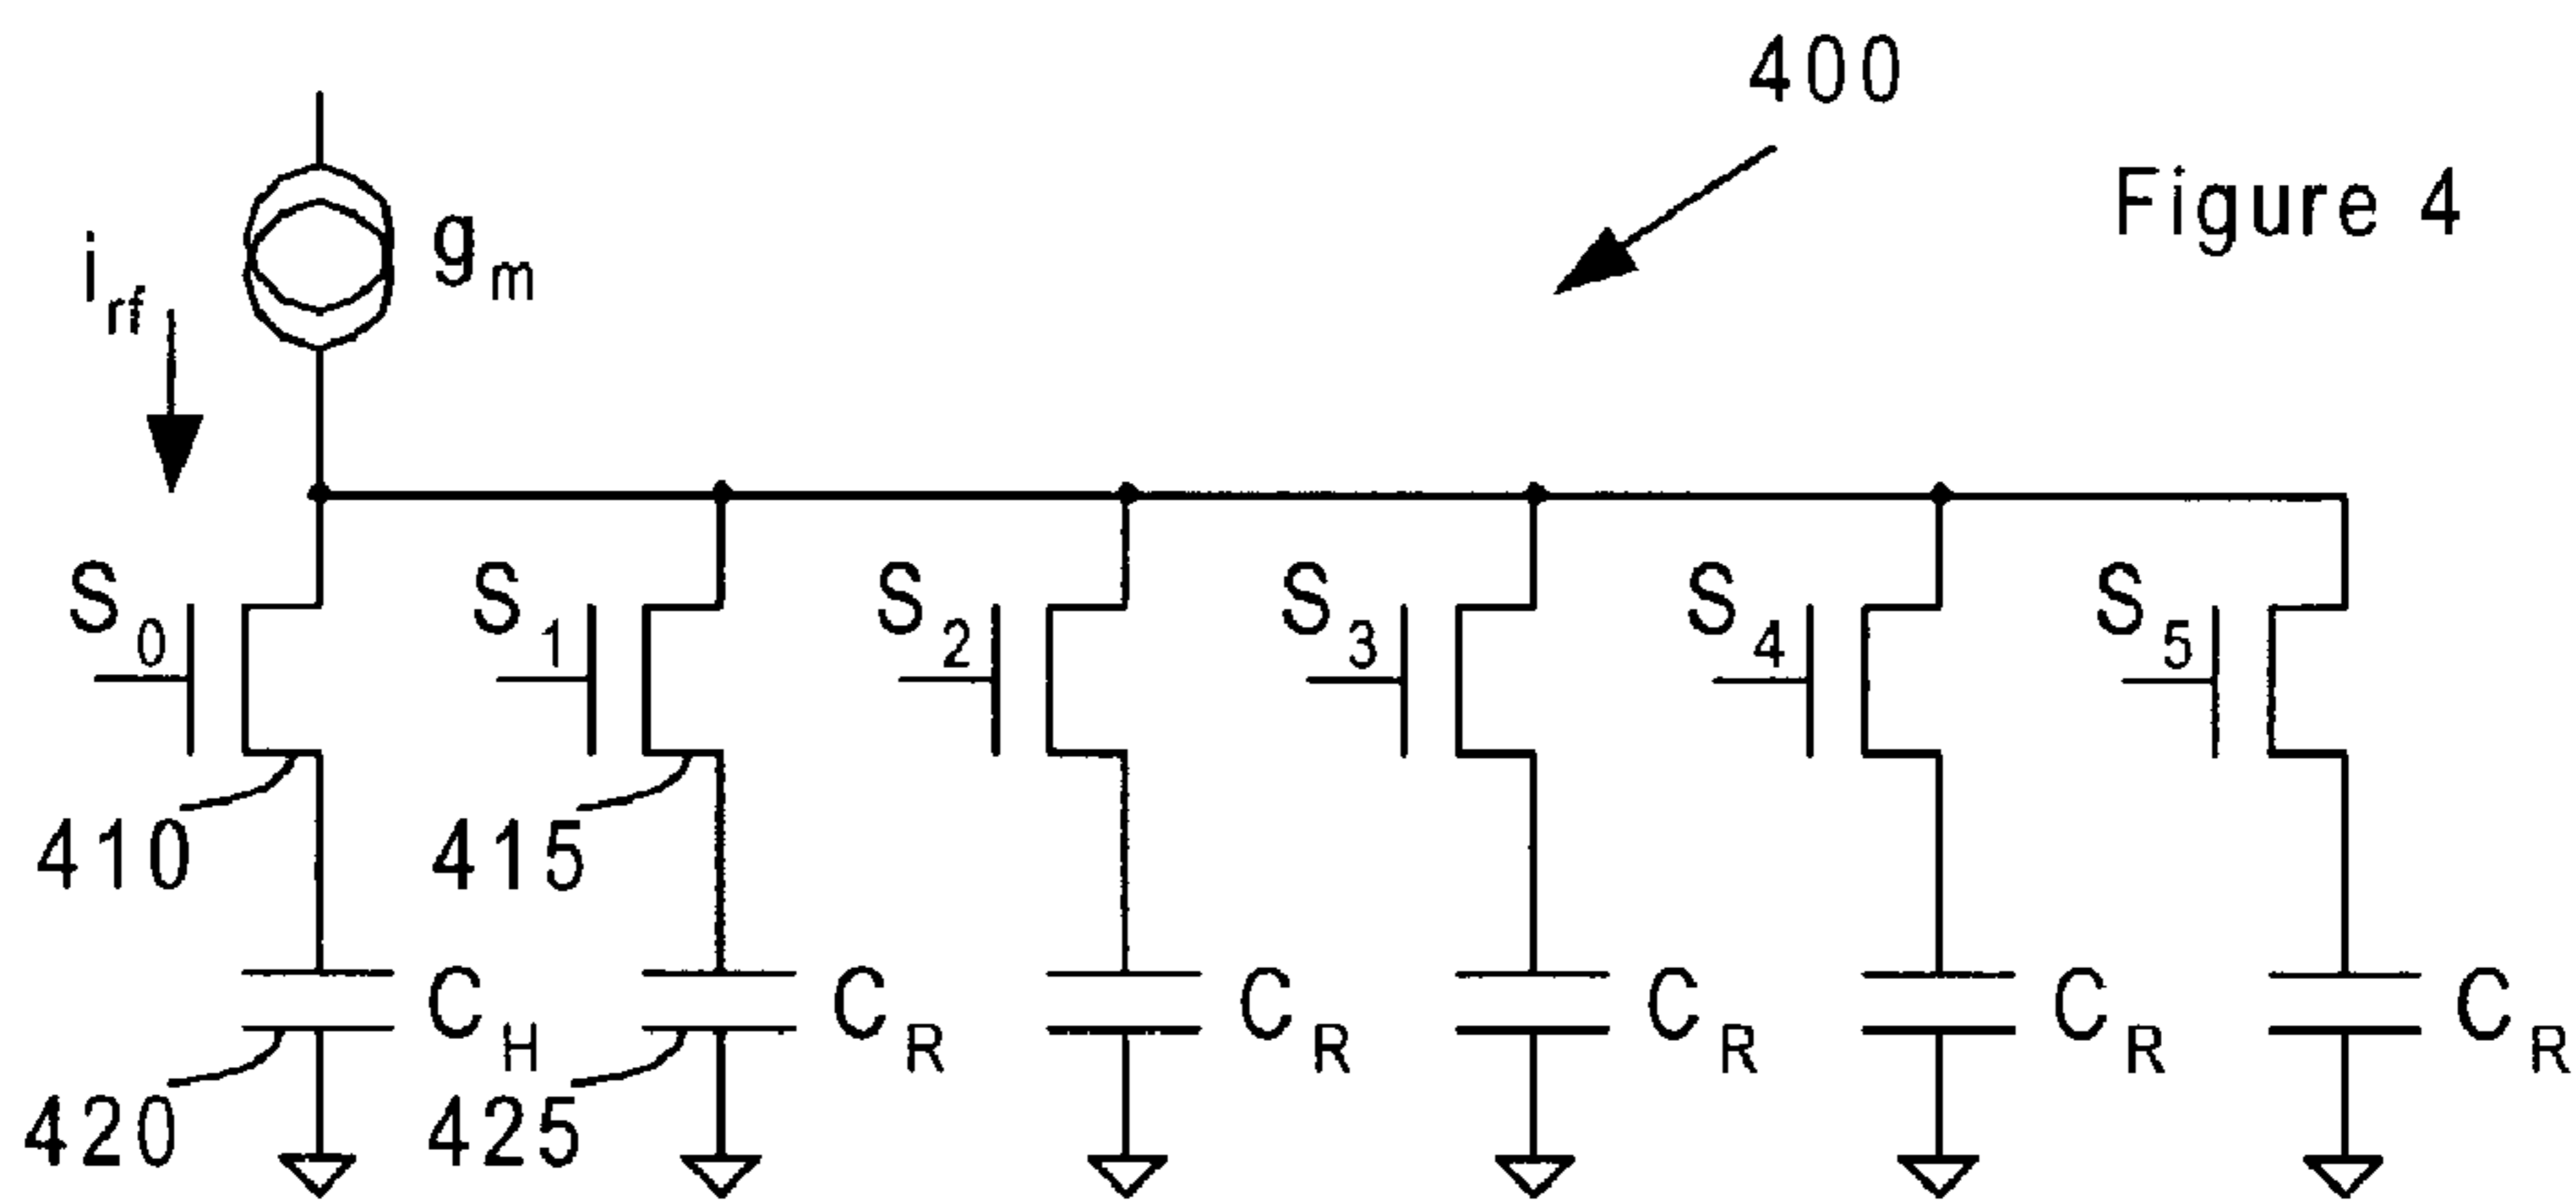 400
Figure 4
i_rf
g_m
S_0 S_1 S_2 S_3 S_4 S_5
410 415
C_H C_R C_R C_R C_R C_R
420 425